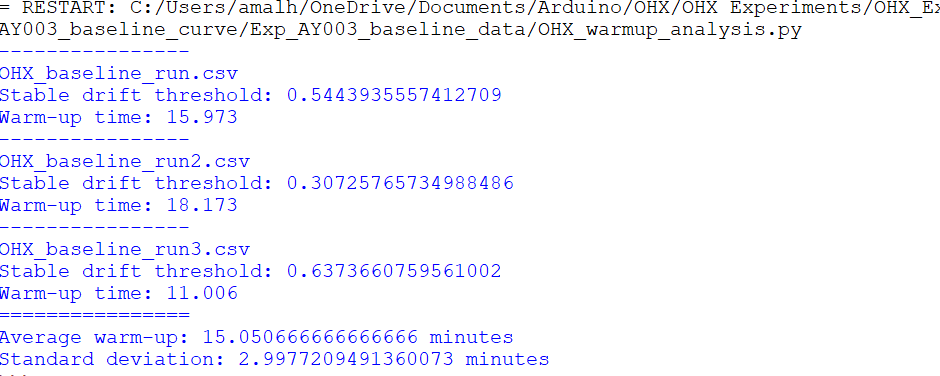 = RESTART: C:/Users/amalh/OneDrive/Documents/Arduino/OHX/OHX Experiments/OHX_Ex
AY003_baseline_curve/Exp_AY003_baseline_data/OHX_warmup_analysis.py
----------------
OHX_baseline_run.csv
Stable drift threshold: 0.5443935557412709
Warm-up time: 15.973
----------------
OHX_baseline_run2.csv
Stable drift threshold: 0.30725765734988486
Warm-up time: 18.173
----------------
OHX_baseline_run3.csv
Stable drift threshold: 0.6373660759561002
Warm-up time: 11.006
================
Average warm-up: 15.050666666666666 minutes
Standard deviation: 2.9977209491360073 minutes